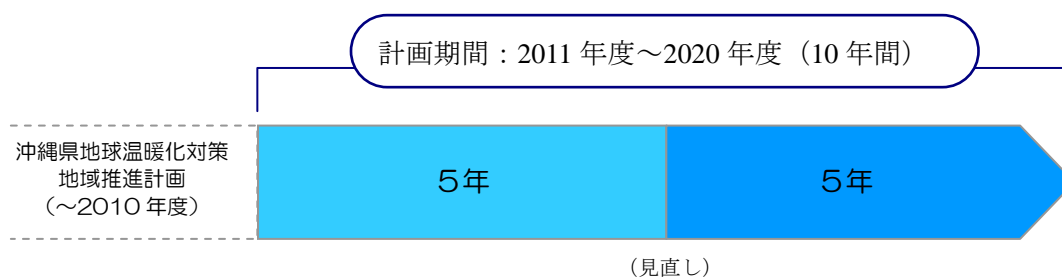 計画期間：2011 年度～2020 年度（10 年間）
沖縄県地球温暖化対策
地域推進計画
（～2010 年度）
5年
5年
（見直し）